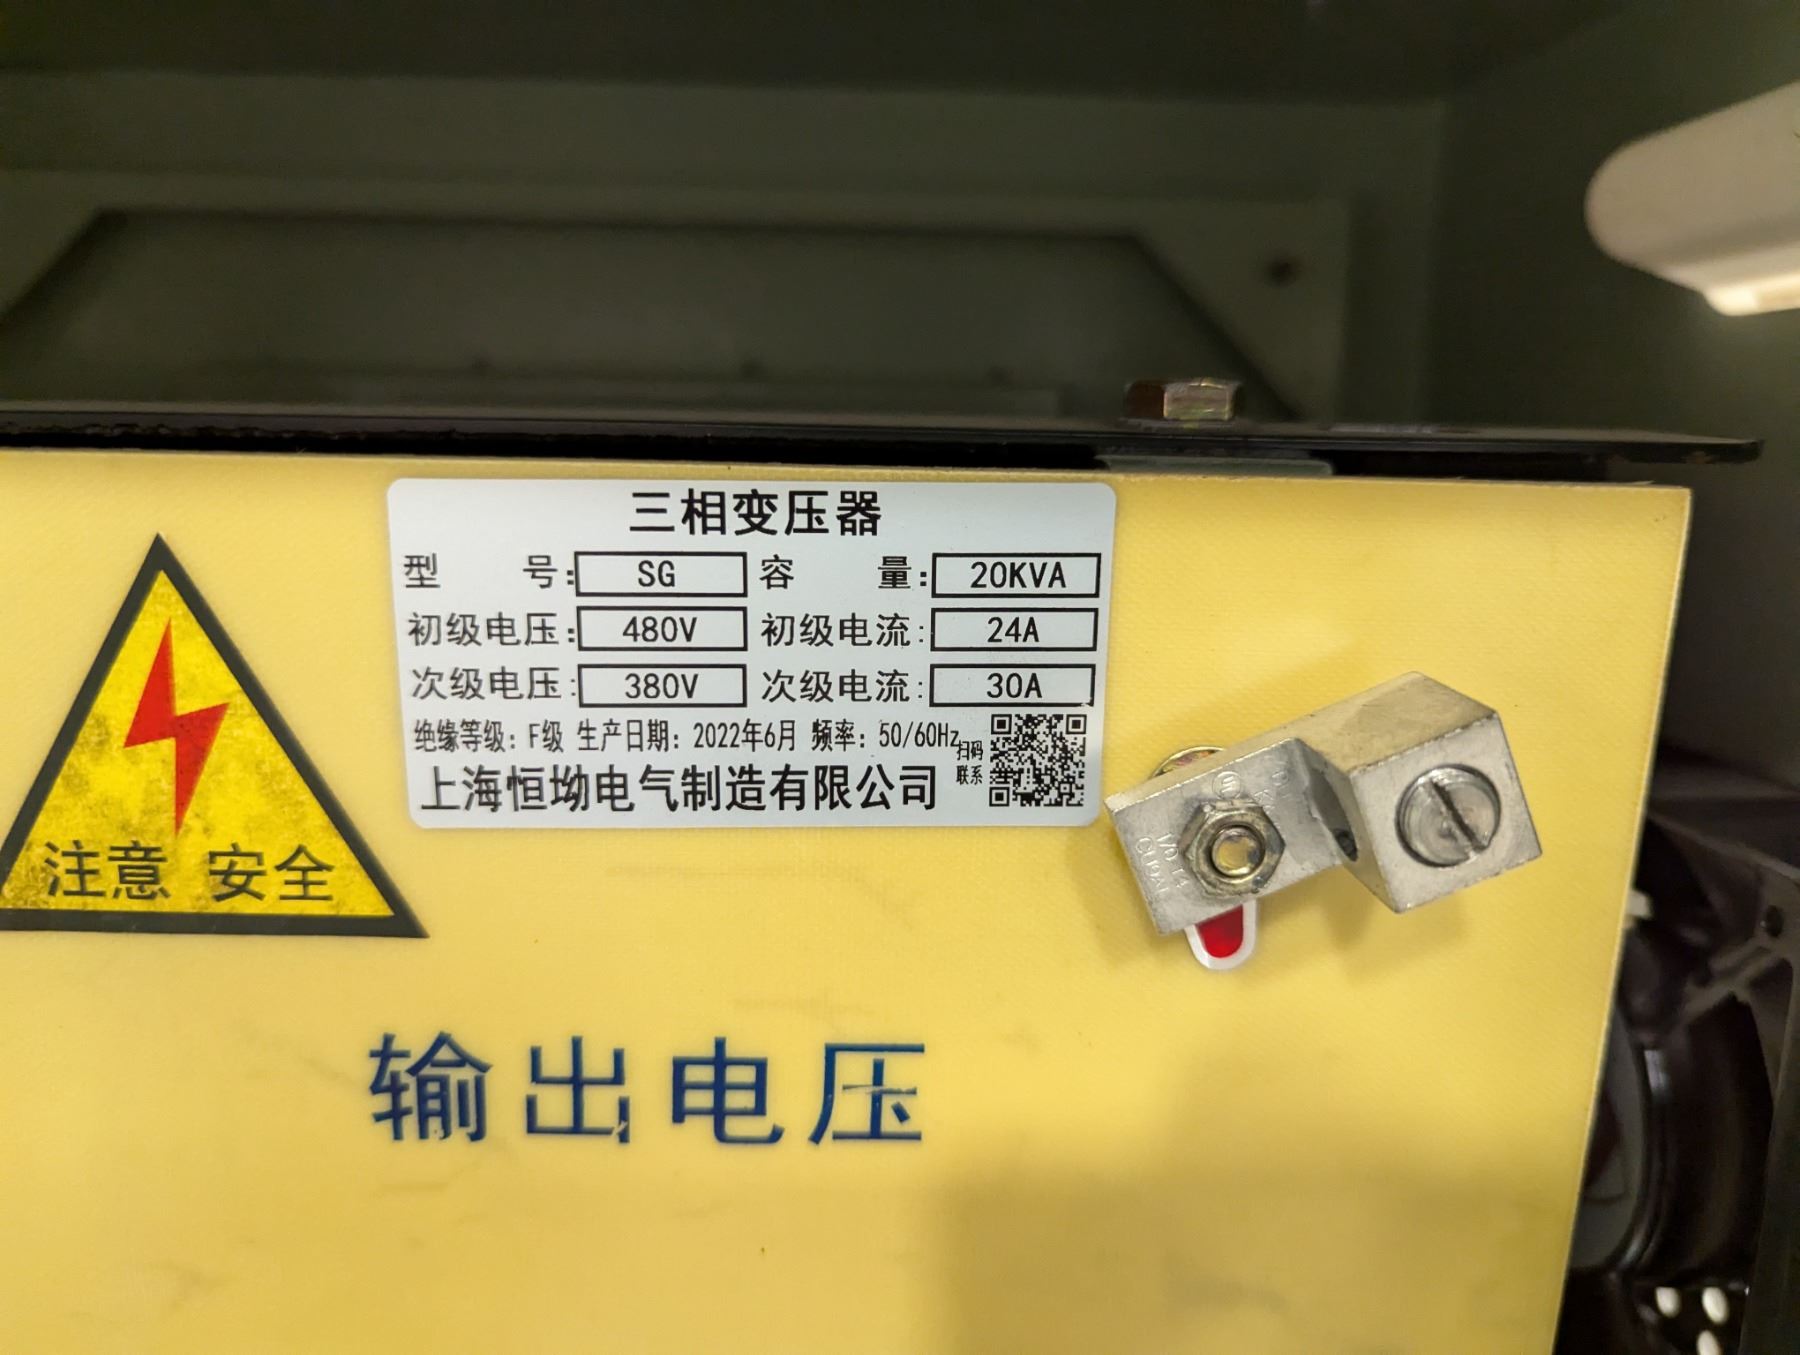 三相变压器
型 号: SG 容 量: 20KVA
初级电压: 480V 初级电流: 24A
次级电压: 380V 次级电流: 30A
绝缘等级: F级 生产日期: 2022年6月 频率: 50/60Hz
扫码
联系
上海恒坳电气制造有限公司
注意 安全
1/0-14
CU9AL
输出电压